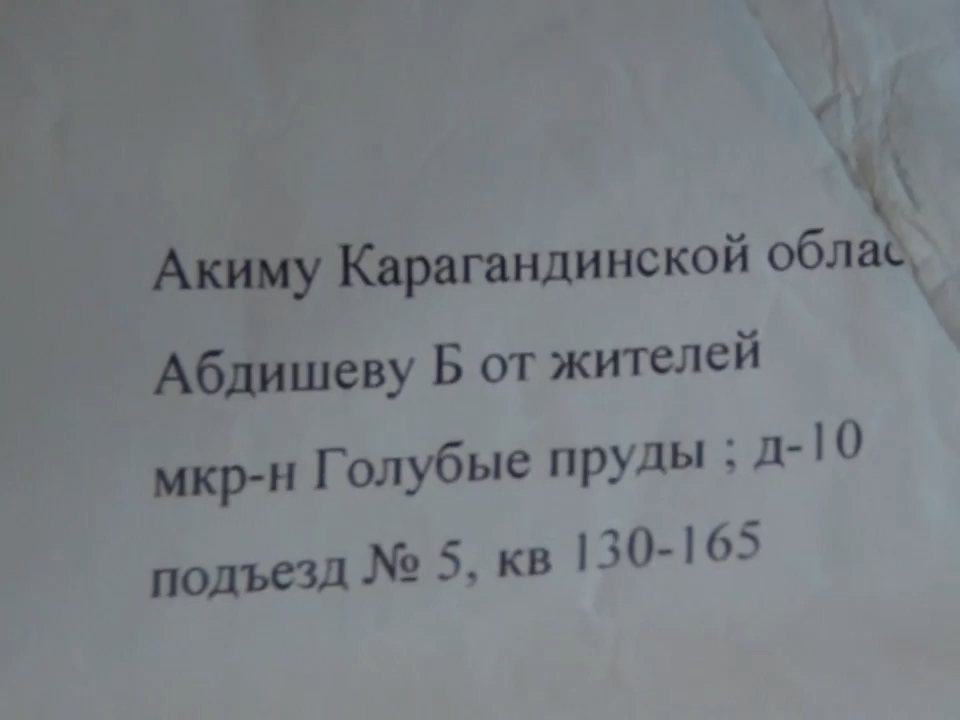 Акиму Карагандинской облас
Абдишеву Б от жителей
мкр-н Голубые пруды ; д-10
подъезд № 5, кв 130-165